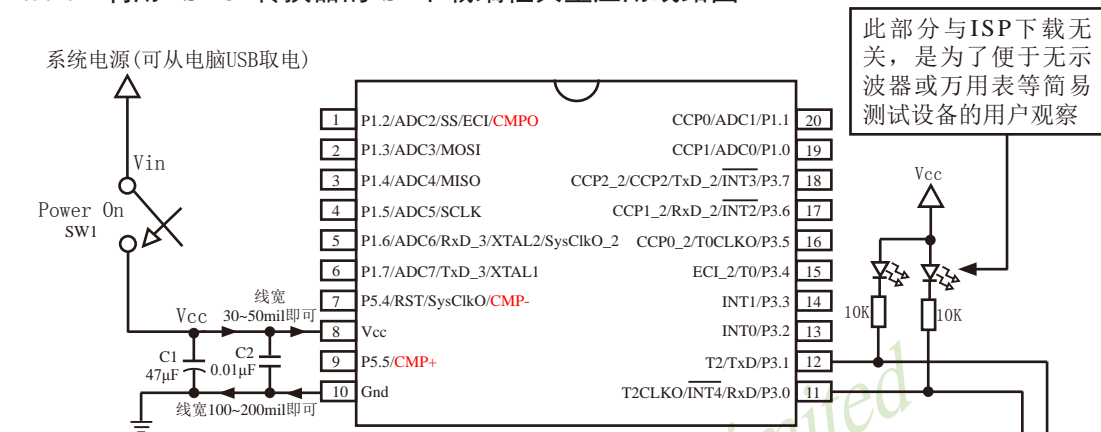 此部分与ISP下载无
关，是为了便于无示
波器或万用表等简易
测试设备的用户观察
系统电源(可从电脑USB取电)
Vin
Power On
SW1
Vcc
线宽
30~50mil即可
C1
47μF
C2
0.01μF
线宽100~200mil即可
1 P1.2/ADC2/SS/ECI/CMPO
2 P1.3/ADC3/MOSI
3 P1.4/ADC4/MISO
4 P1.5/ADC5/SCLK
5 P1.6/ADC6/RxD_3/XTAL2/SysClkO_2
6 P1.7/ADC7/TxD_3/XTAL1
7 P5.4/RST/SysClkO/CMP-
8 Vcc
9 P5.5/CMP+
10 Gnd
CCP0/ADC1/P1.1 20
CCP1/ADC0/P1.0 19
CCP2_2/CCP2/TxD_2/INT3/P3.7 18
CCP1_2/RxD_2/INT2/P3.6 17
CCP0_2/T0CLKO/P3.5 16
ECI_2/T0/P3.4 15
INT1/P3.3 14
INT0/P3.2 13
T2/TxD/P3.1 12
T2CLKO/INT4/RxD/P3.0 11
Vcc
10K
10K